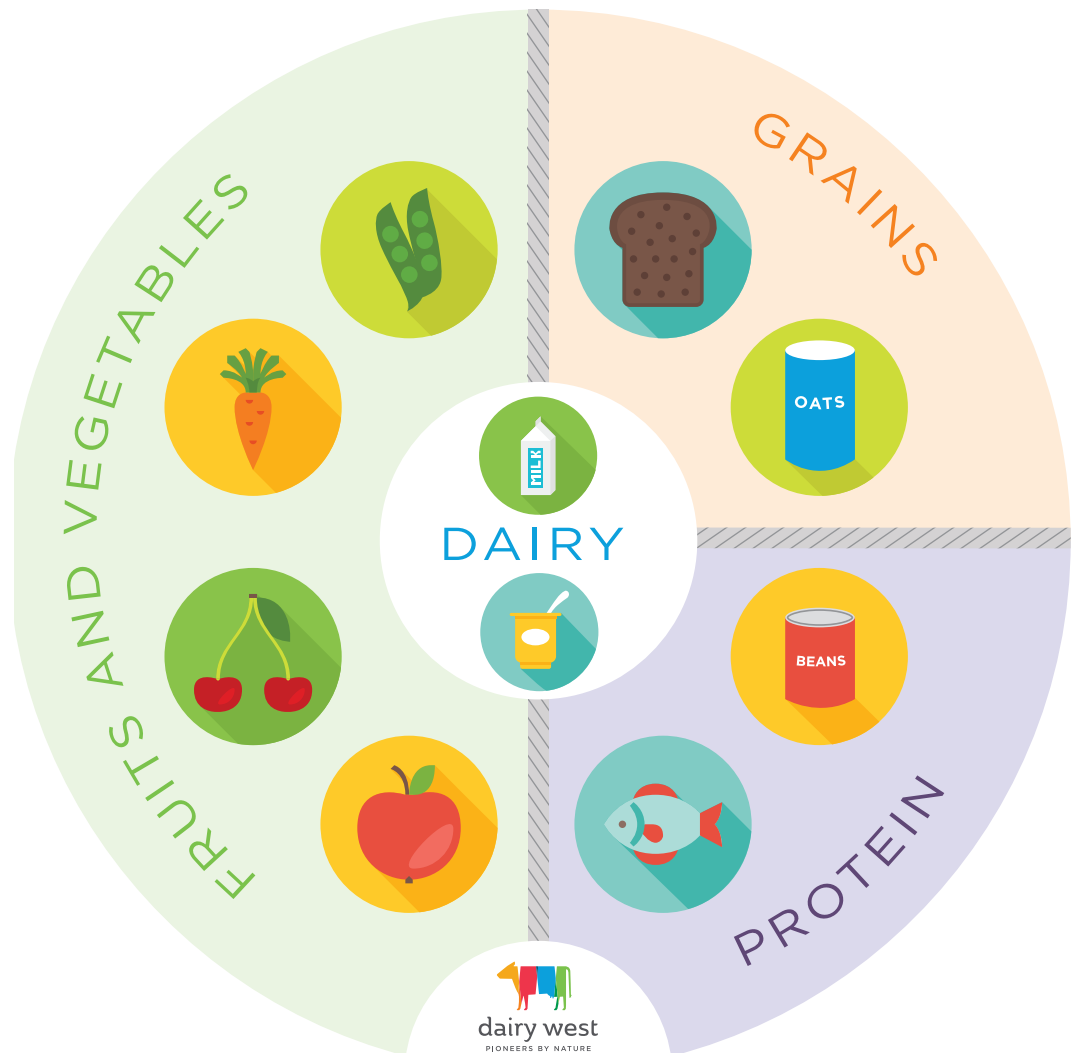 FRUITS AND VEGETABLES
GRAINS
OATS
MILK
DAIRY
BEANS
PROTEIN
dairy west
PIONEERS BY NATURE